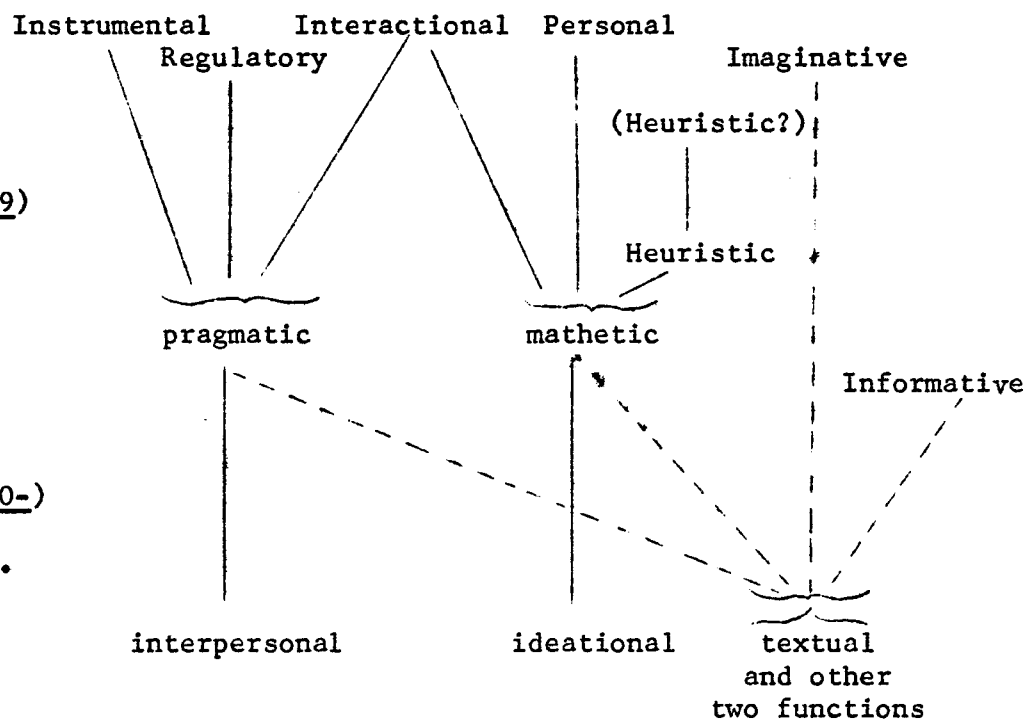 Instrumental Interactional Personal
Regulatory Imaginative
(Heuristic?)
9)
Heuristic
pragmatic mathetic
Informative
0-)
.
interpersonal ideational textual
and other
two functions